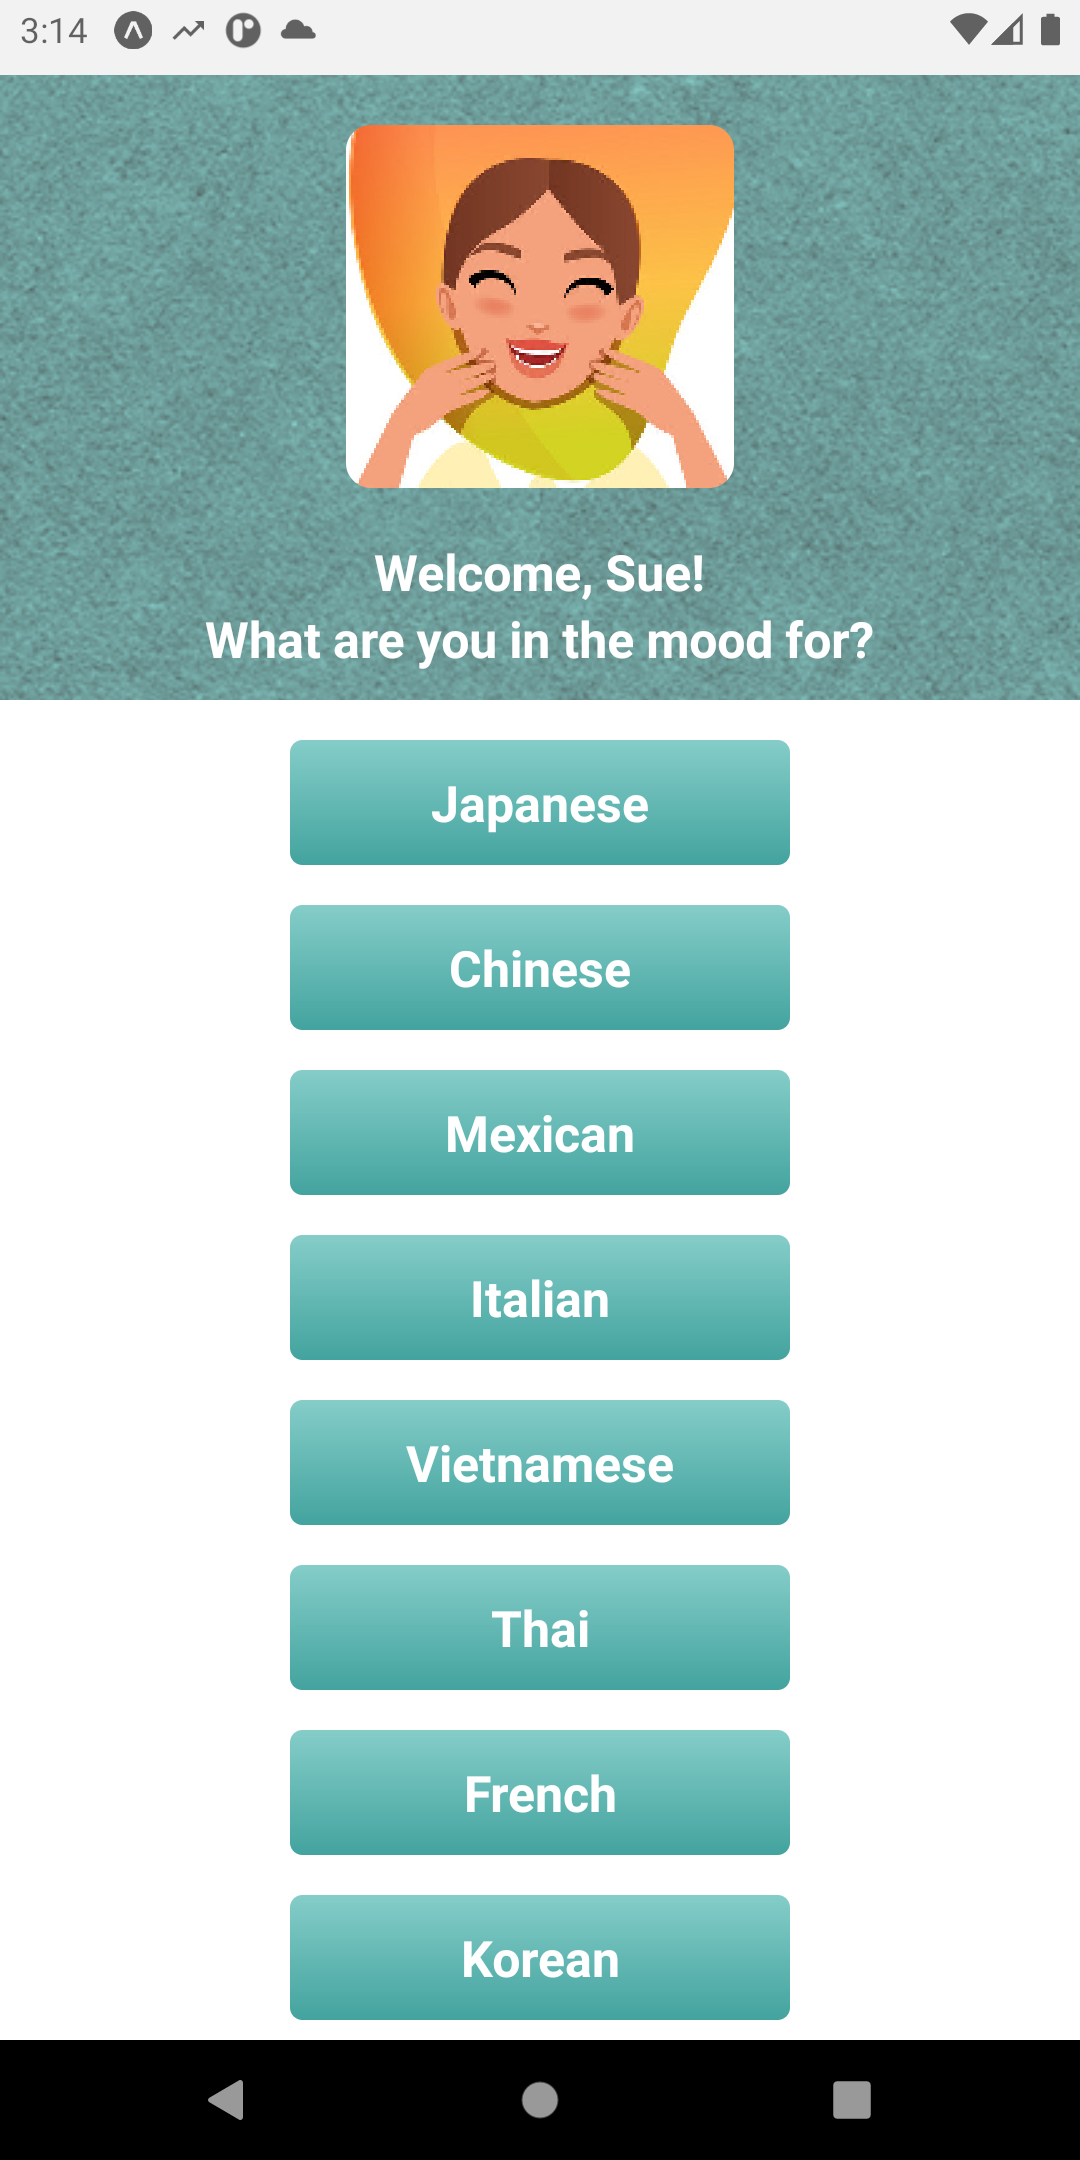 3:14
Welcome, Sue!
What are you in the mood for?
Japanese
Chinese
Mexican
Italian
Vietnamese
Thai
French
Korean